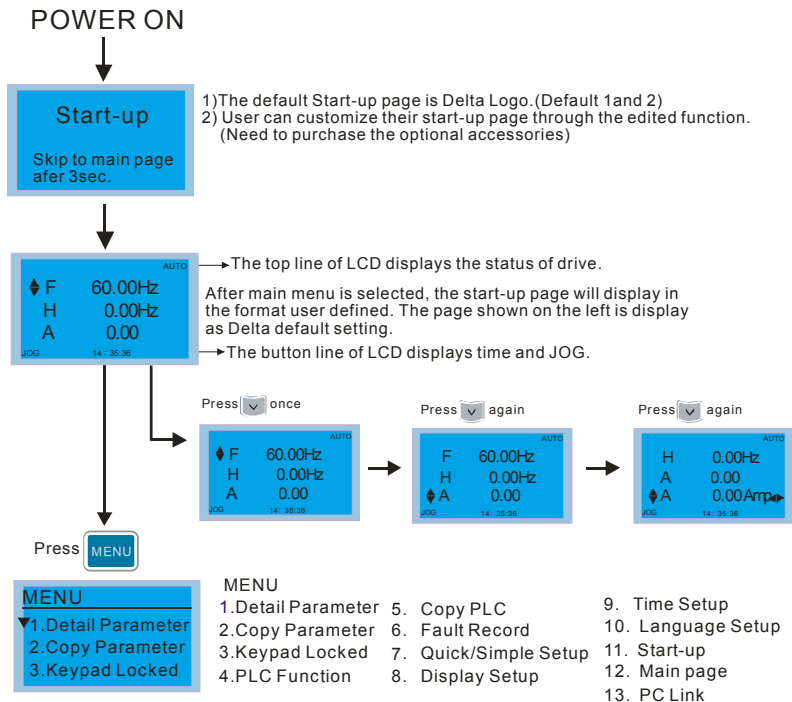 POWER ON
Start-up
Skip to main page
afer 3sec.
1)The default Start-up page is Delta Logo.(Default 1and 2)
2) User can customize their start-up page through the edited function.
(Need to purchase the optional accessories)
AUTO
F 60.00Hz
H 0.00Hz
A 0.00
JOG 14:35:36
The top line of LCD displays the status of drive.
After main menu is selected, the start-up page will display in
the format user defined. The page shown on the left is display
as Delta default setting.
The button line of LCD displays time and JOG.
Press once
AUTO
F 60.00Hz
H 0.00Hz
A 0.00
JOG 14:35:36
Press again
AUTO
F 60.00Hz
H 0.00Hz
A 0.00
JOG 14:35:36
Press again
AUTO
H 0.00Hz
A 0.00
A 0.00Amp
JOG 14:35:36
Press MENU
MENU
1.Detail Parameter
2.Copy Parameter
3.Keypad Locked
MENU
1.Detail Parameter
2.Copy Parameter
3.Keypad Locked
4.PLC Function
5. Copy PLC
6. Fault Record
7. Quick/Simple Setup
8. Display Setup
9. Time Setup
10. Language Setup
11. Start-up
12. Main page
13. PC Link